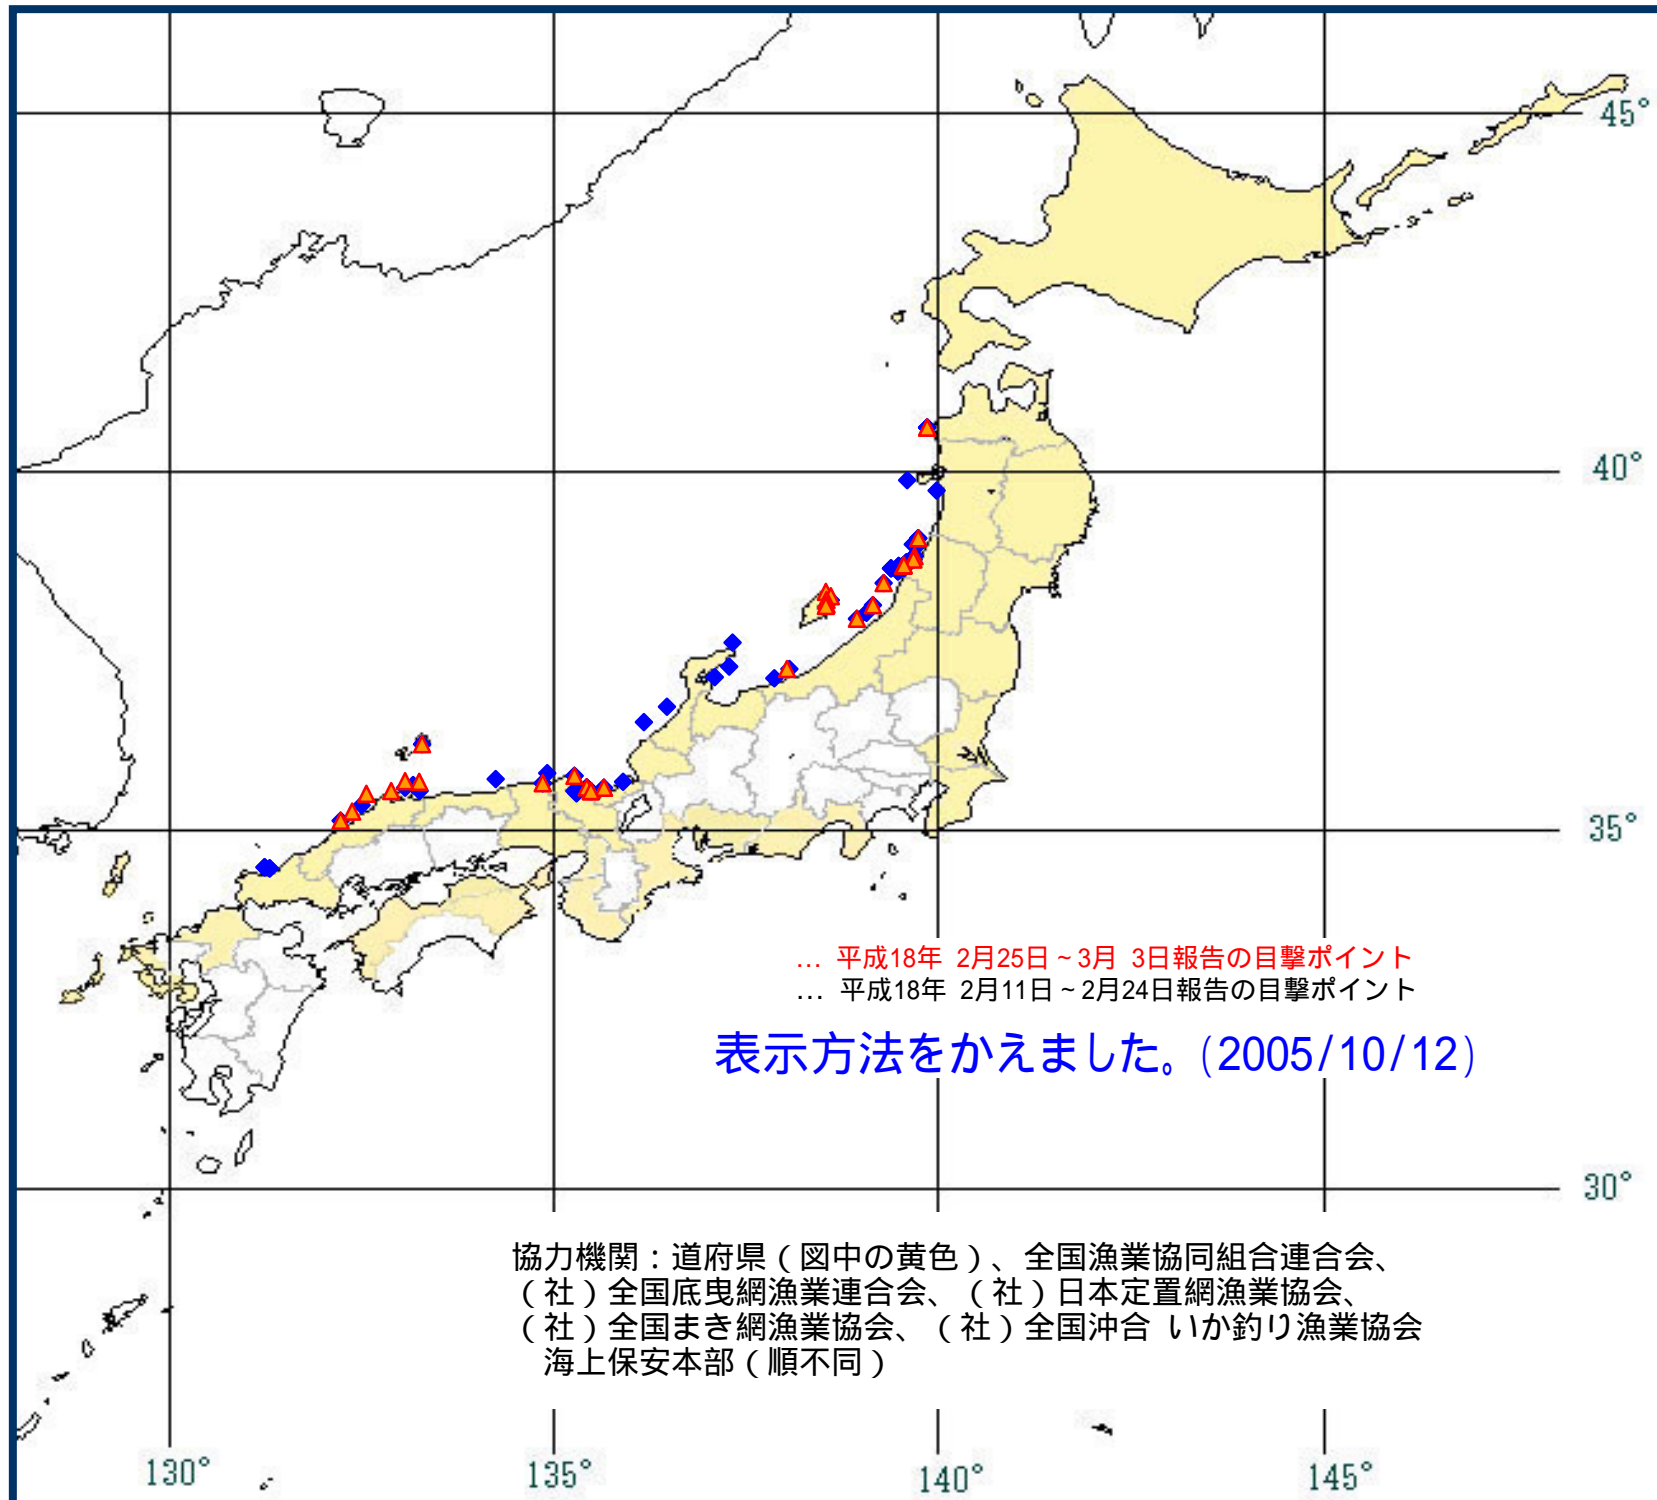 45°
40°
35°
… 平成18年 2月25日～3月 3日報告の目撃ポイント
… 平成18年 2月11日～2月24日報告の目撃ポイント
表示方法をかえました。(2005/10/12)
30°
協力機関：道府県（図中の黄色）、全国漁業協同組合連合会、
（社）全国底曳網漁業連合会、（社）日本定置網漁業協会、
（社）全国まき網漁業協会、（社）全国沖合 いか釣り漁業協会
海上保安本部（順不同）
130° 135° 140° 145°